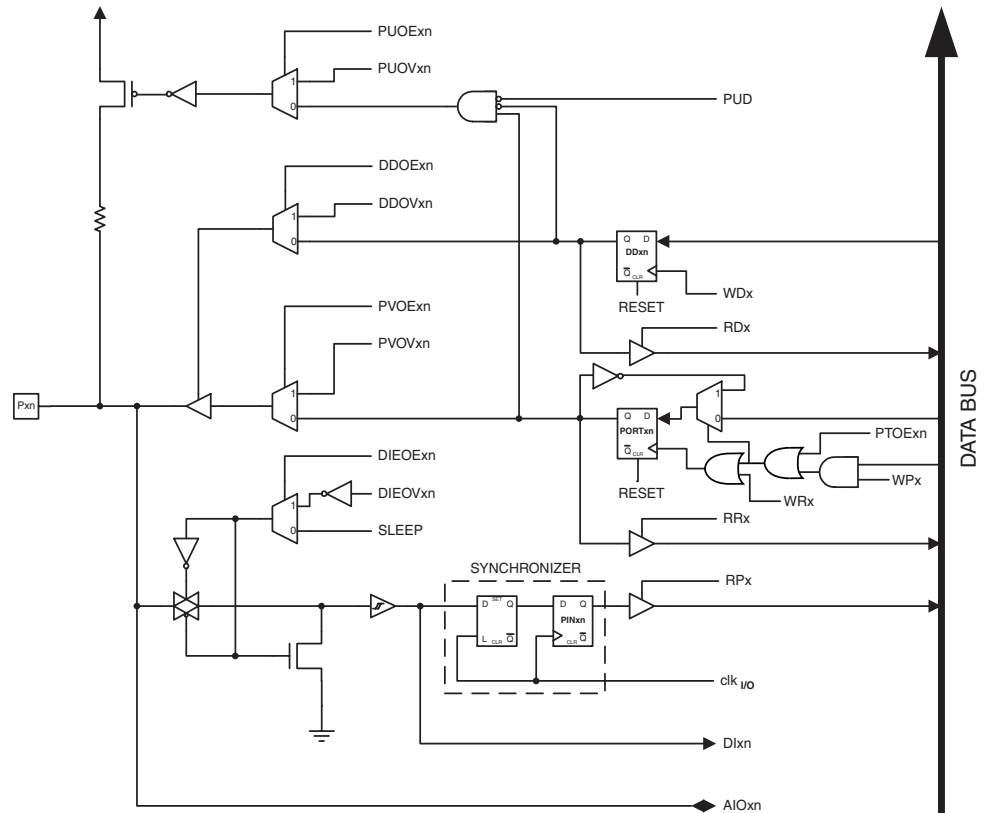 PUOExn
PUOVxn
1
0
PUD
DDOExn
DDOVxn
1
0
Q D
DDxn
Q CLR
WDx
RESET
RDx
PVOExn
PVOVxn
1
0
Pxn
1
0
Q D
PORTxn
Q CLR
PTOExn
WPx
WRx
RESET
RRx
DATA BUS
DIEOExn
DIEOVxn
1
0
SLEEP
SYNCHRONIZER
D SET Q
L CLR Q
D Q
PINxn
CLR Q
RPx
clk I/O
DIxn
AIOxn